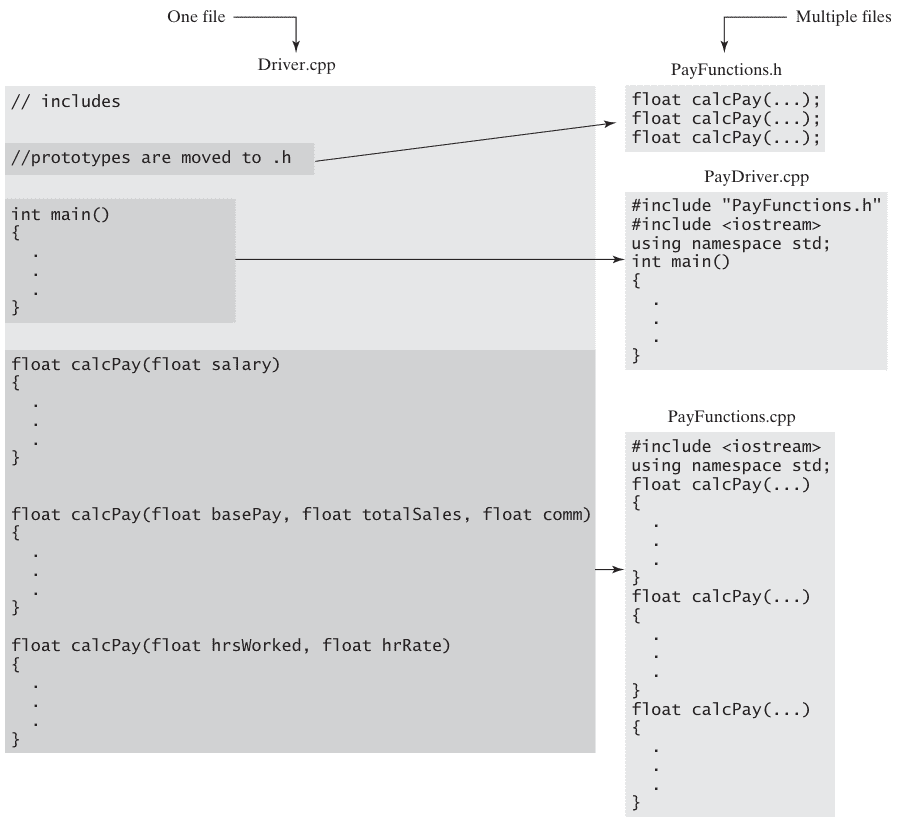 One file
Driver.cpp
// includes
//prototypes are moved to .h
int main()
{
.
.
.
}
float calcPay(float salary)
{
.
.
.
}
float calcPay(float basePay, float totalSales, float comm)
{
.
.
.
}
float calcPay(float hrsWorked, float hrRate)
{
.
.
.
}
Multiple files
PayFunctions.h
float calcPay(...);
float calcPay(...);
float calcPay(...);
PayDriver.cpp
#include "PayFunctions.h"
#include <iostream>
using namespace std;
int main()
{
.
.
.
}
PayFunctions.cpp
#include <iostream>
using namespace std;
float calcPay(...)
{
.
.
.
}
float calcPay(...)
{
.
.
.
}
float calcPay(...)
{
.
.
.
}